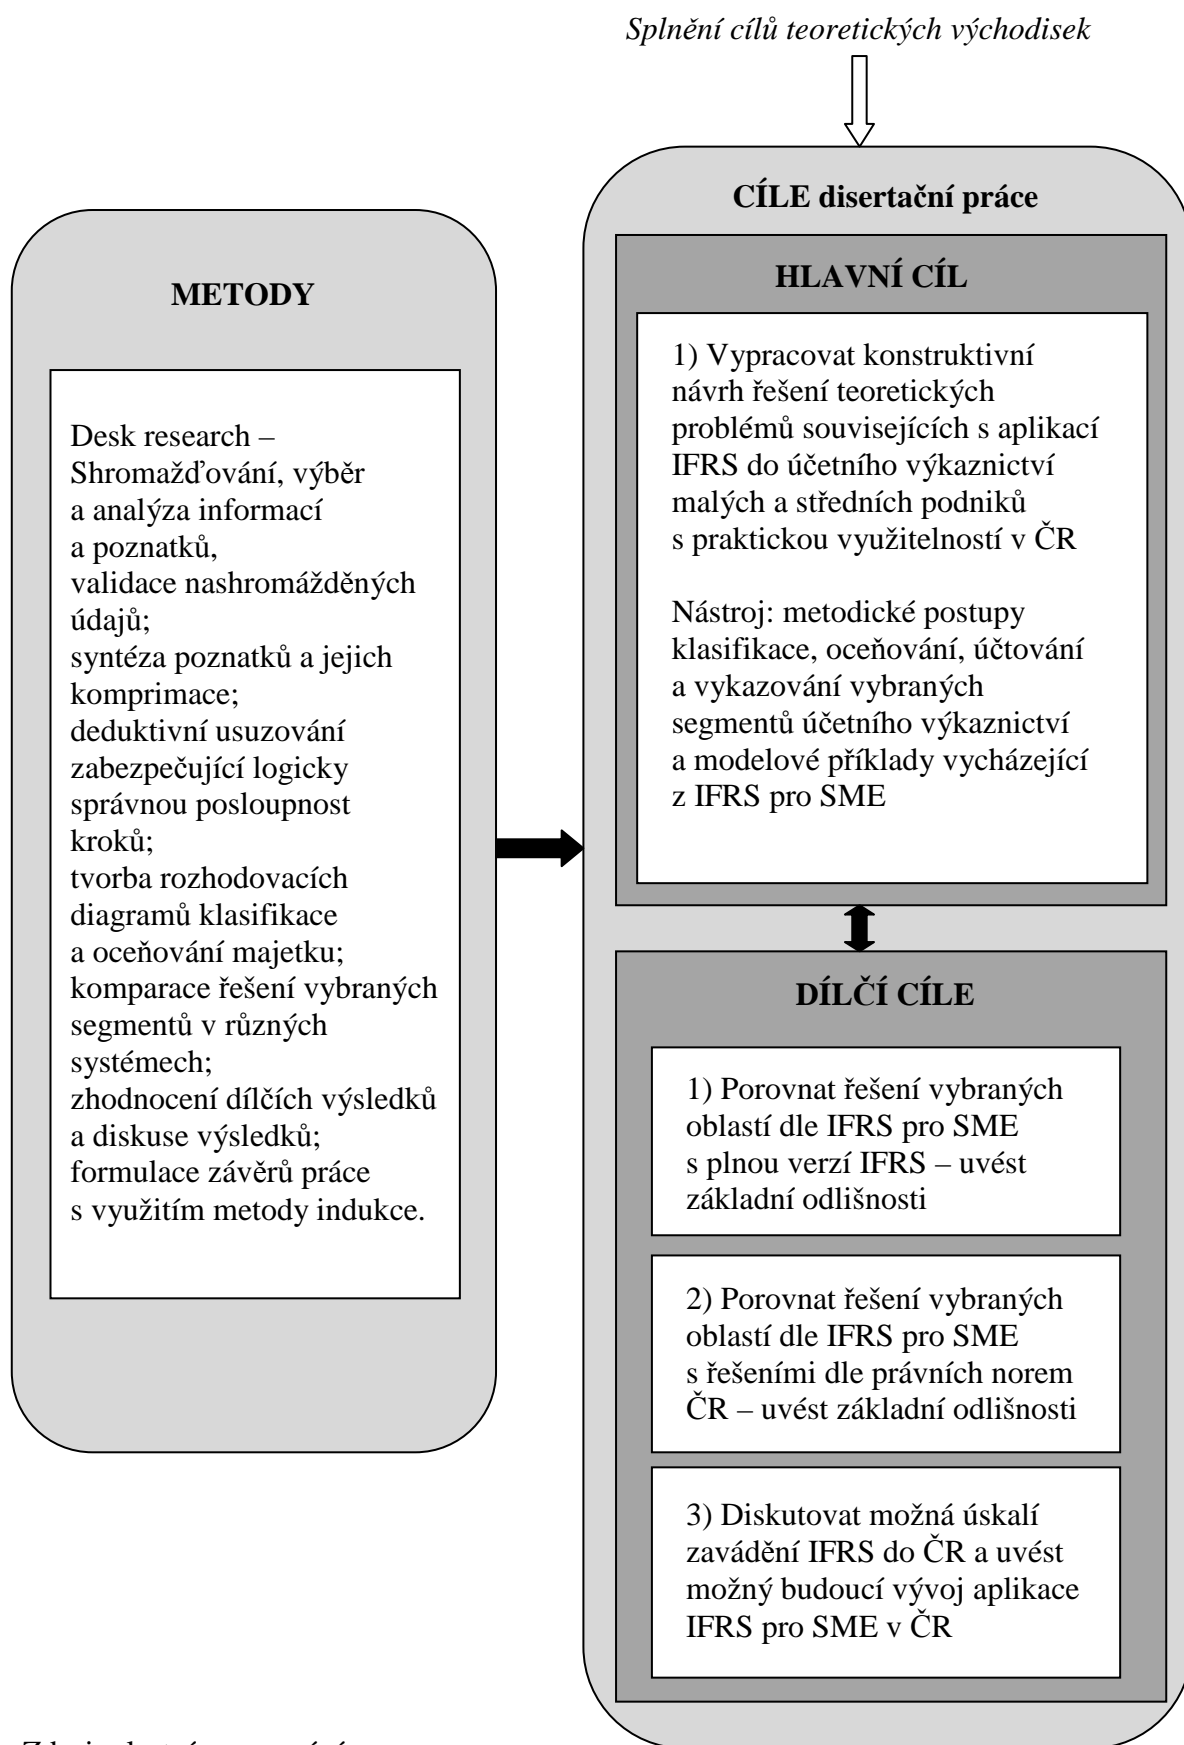 Splnění cílů teoretických východisek
METODY
Desk research –
Shromažďování, výběr
a analýza informací
a poznatků,
validace nashromážděných
údajů;
syntéza poznatků a jejich
komprimace;
deduktivní usuzování
zabezpečující logicky
správnou posloupnost
kroků;
tvorba rozhodovacích
diagramů klasifikace
a oceňování majetku;
komparace řešení vybraných
segmentů v různých
systémech;
zhodnocení dílčích výsledků
a diskuse výsledků;
formulace závěrů práce
s využitím metody indukce.
CÍLE disertační práce
HLAVNÍ CÍL
1) Vypracovat konstruktivní
návrh řešení teoretických
problémů souvisejících s aplikací
IFRS do účetního výkaznictví
malých a středních podniků
s praktickou využitelností v ČR
Nástroj: metodické postupy
klasifikace, oceňování, účtování
a vykazování vybraných
segmentů účetního výkaznictví
a modelové příklady vycházející
z IFRS pro SME
DÍLČÍ CÍLE
1) Porovnat řešení vybraných
oblastí dle IFRS pro SME
s plnou verzí IFRS – uvést
základní odlišnosti
2) Porovnat řešení vybraných
oblastí dle IFRS pro SME
s řešeními dle právních norem
ČR – uvést základní odlišnosti
3) Diskutovat možná úskalí
zavádění IFRS do ČR a uvést
možný budoucí vývoj aplikace
IFRS pro SME v ČR